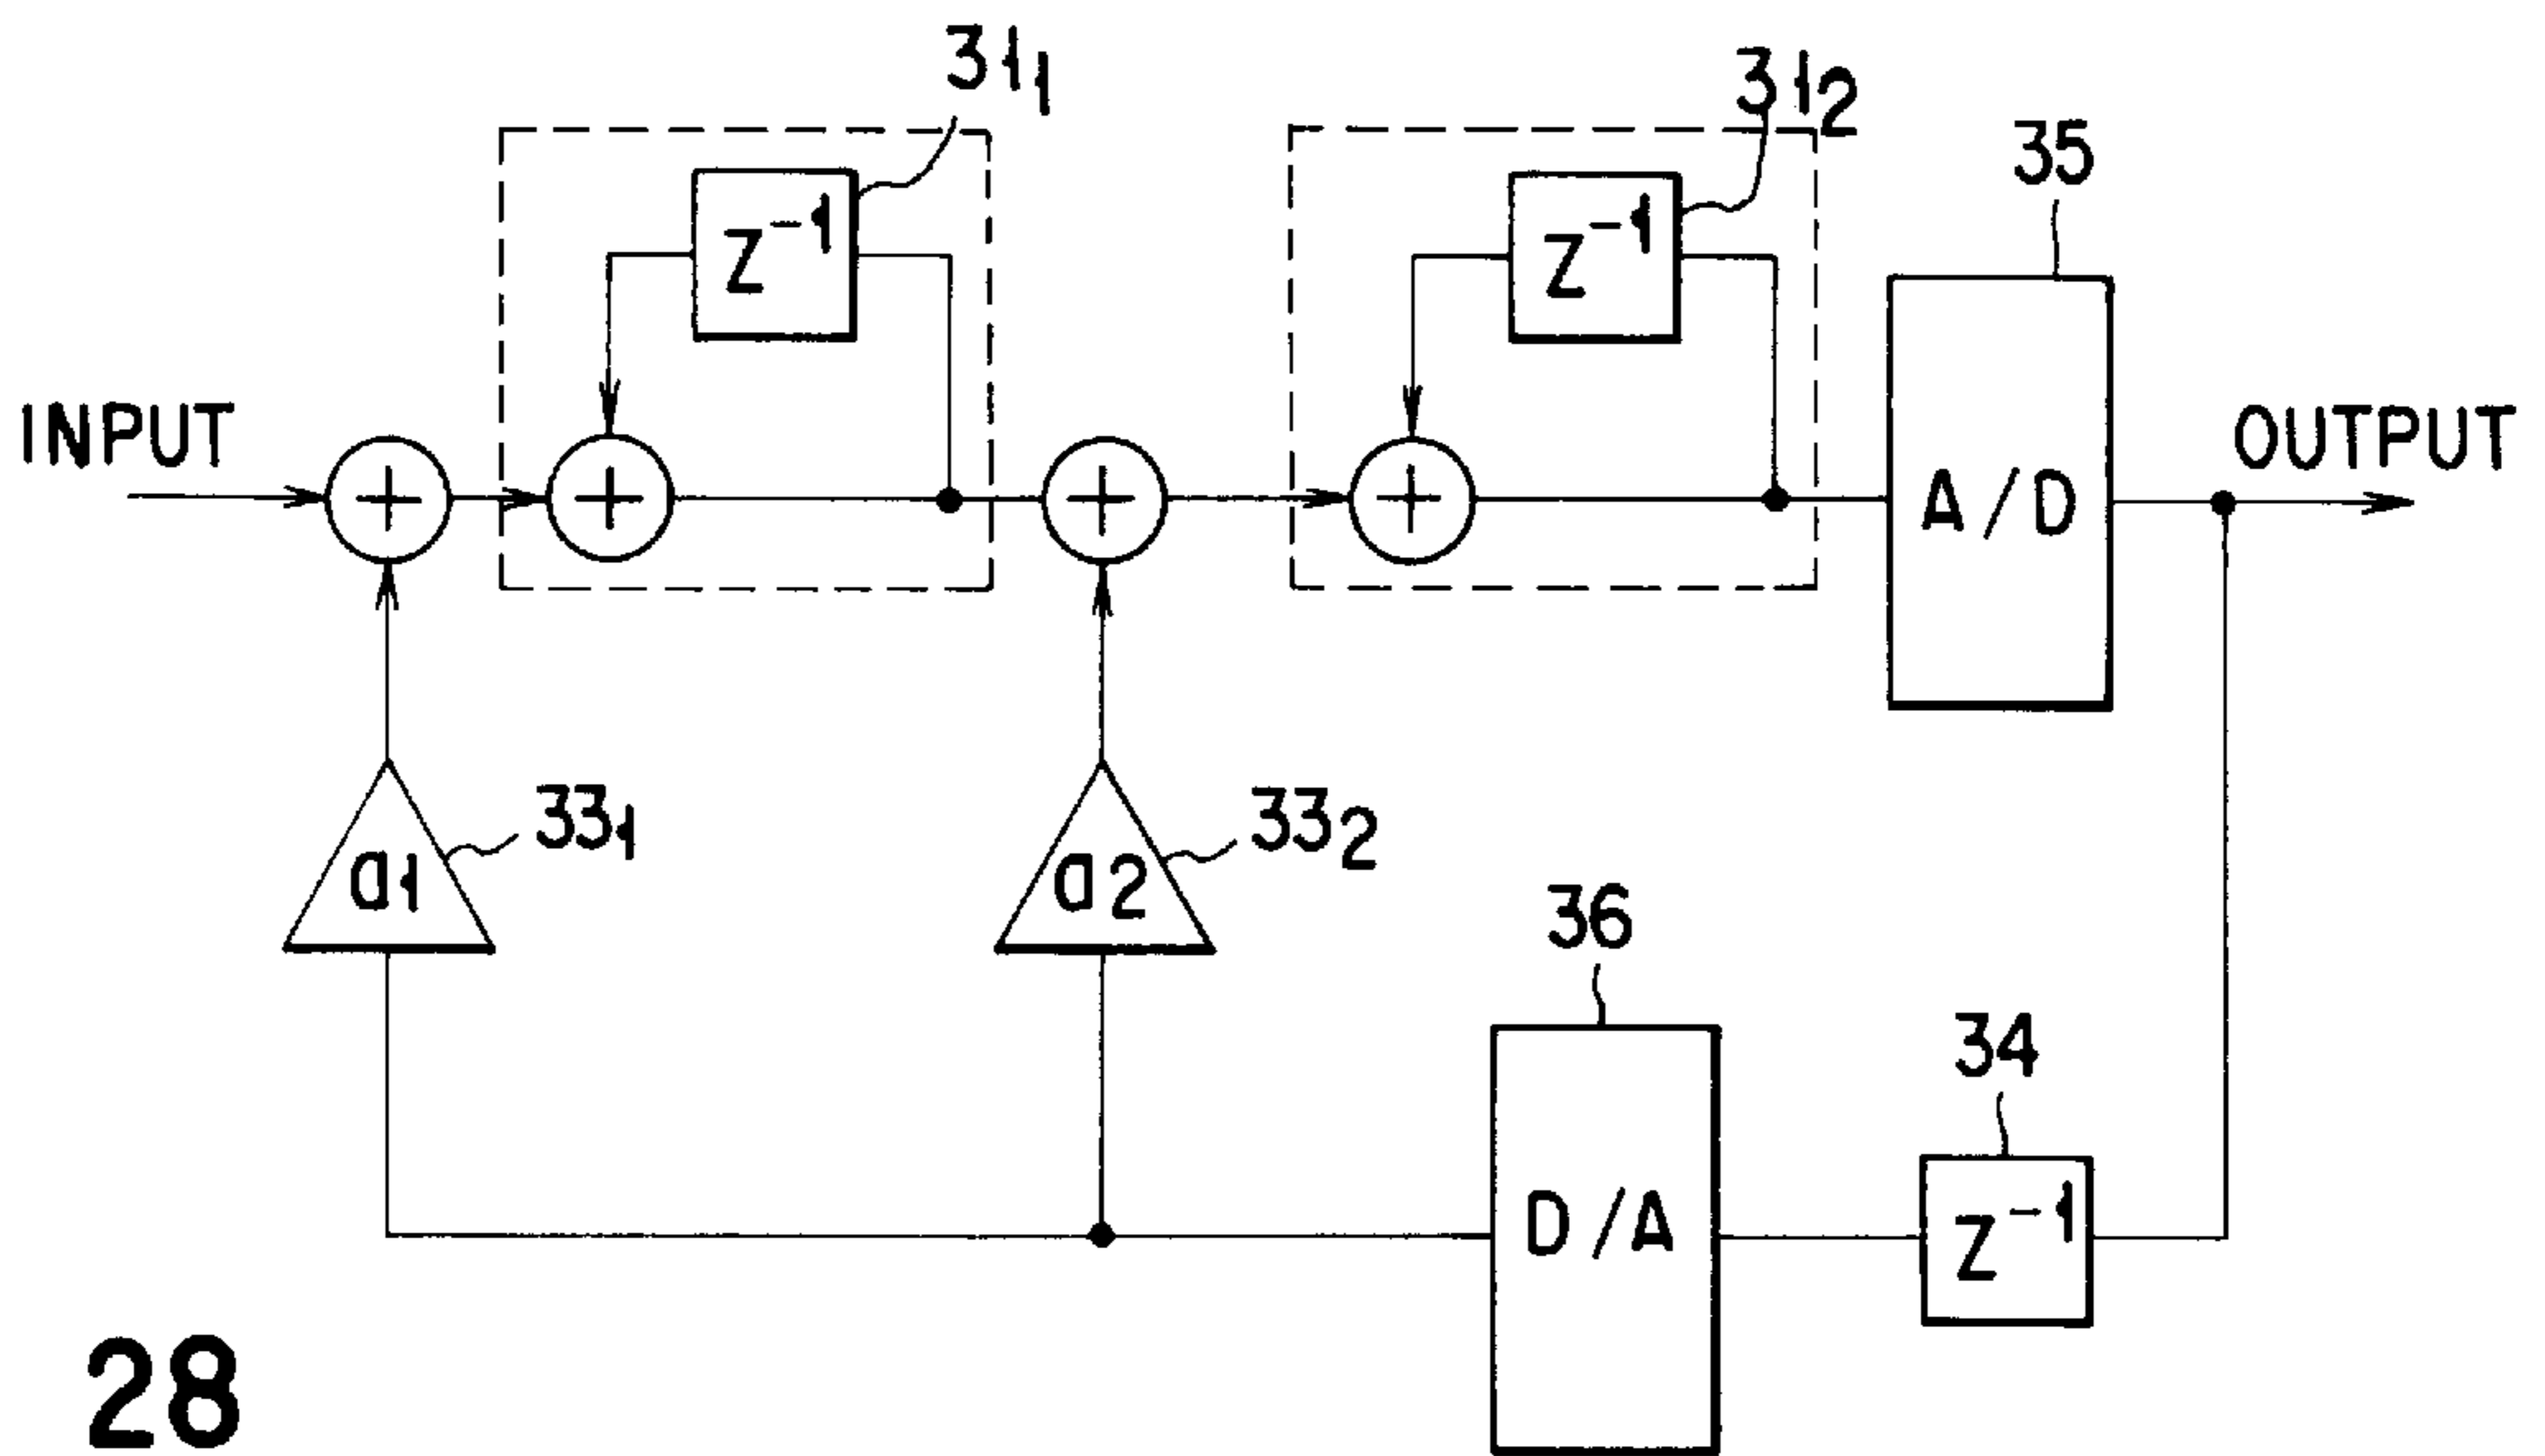 31₁
31₂
35
Z⁻¹
Z⁻¹
INPUT
+
+
+
+
A/D
OUTPUT
a1
33₁
a2
33₂
36
34
D/A
Z⁻¹
28